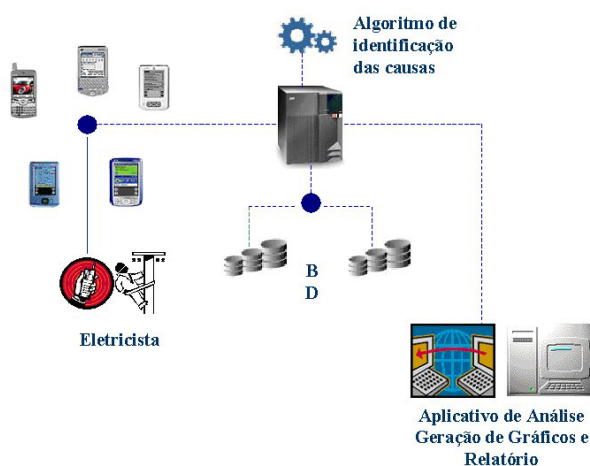 Algoritmo de
identificação
das causas
B
D
Eletricista
Aplicativo de Análise
Geração de Gráficos e
Relatório